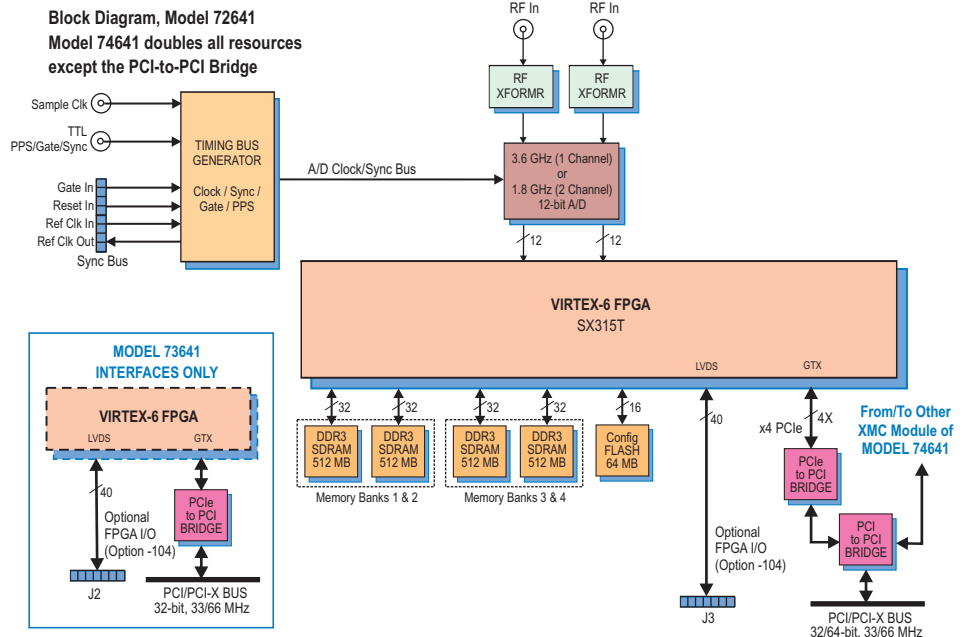 Block Diagram, Model 72641
Model 74641 doubles all resources
except the PCI-to-PCI Bridge
RF In
RF In
RF
XFORMR
RF
XFORMR
Sample Clk
TTL
PPS/Gate/Sync
Gate In
Reset In
Ref Clk In
Ref Clk Out
Sync Bus
TIMING BUS
GENERATOR
Clock / Sync /
Gate / PPS
A/D Clock/Sync Bus
3.6 GHz (1 Channel)
or
1.8 GHz (2 Channel)
12-bit A/D
12
12
VIRTEX-6 FPGA
SX315T
LVDS
GTX
32
32
32
32
16
40
4X
x4 PCIe
DDR3
SDRAM
512 MB
DDR3
SDRAM
512 MB
DDR3
SDRAM
512 MB
DDR3
SDRAM
512 MB
Config
FLASH
64 MB
Memory Banks 1 & 2
Memory Banks 3 & 4
Optional
FPGA I/O
(Option -104)
J3
PCIe
to PCI
BRIDGE
PCI
to PCI
BRIDGE
From/To Other
XMC Module of
MODEL 74641
PCI/PCI-X BUS
32/64-bit, 33/66 MHz
MODEL 73641
INTERFACES ONLY
VIRTEX-6 FPGA
LVDS
GTX
40
Optional
FPGA I/O
(Option -104)
PCIe
to PCI
BRIDGE
J2
PCI/PCI-X BUS
32-bit, 33/66 MHz